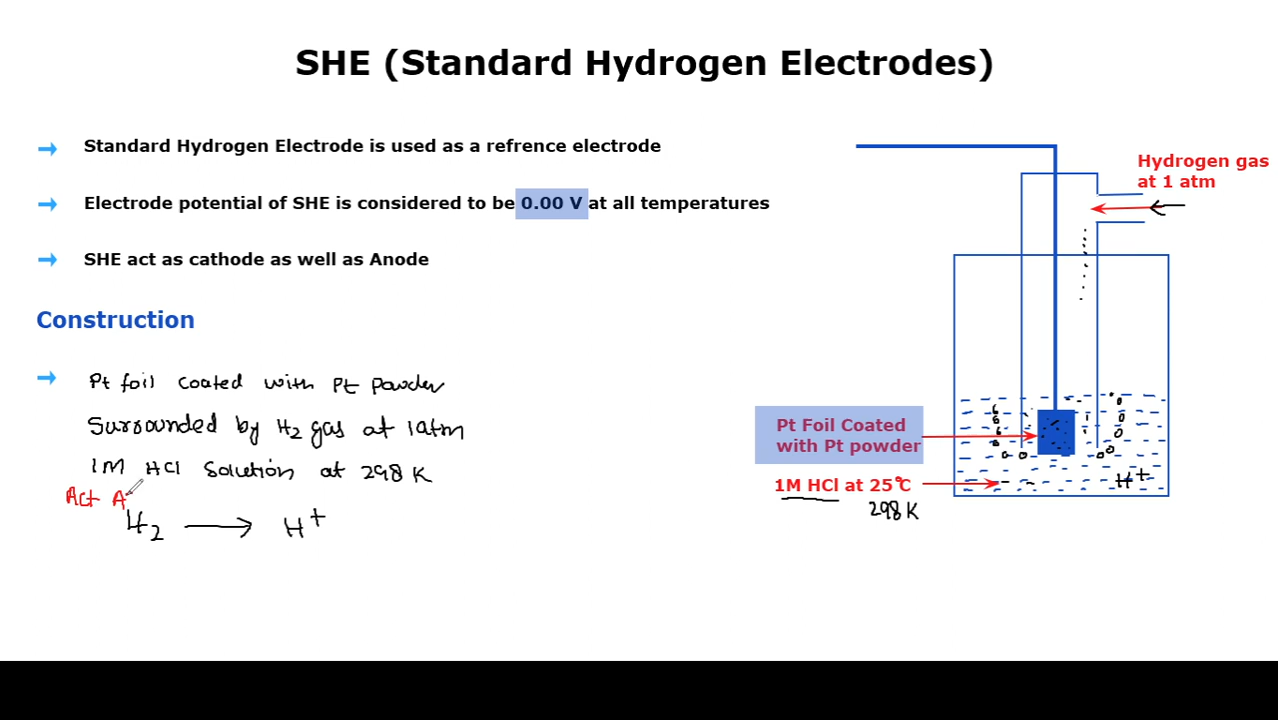 SHE (Standard Hydrogen Electrodes)
Standard Hydrogen Electrode is used as a refrence electrode
Electrode potential of SHE is considered to be 0.00 V at all temperatures
SHE act as cathode as well as Anode
Construction
Pt foil coated with Pt powder
Surrounded by H2 gas at 1atm
1M HCl Solution at 298 K
Act A
H2 ⟶ H+
Hydrogen gas
at 1 atm
Pt Foil Coated
with Pt powder
1M HCl at 25°C
298 K
H+